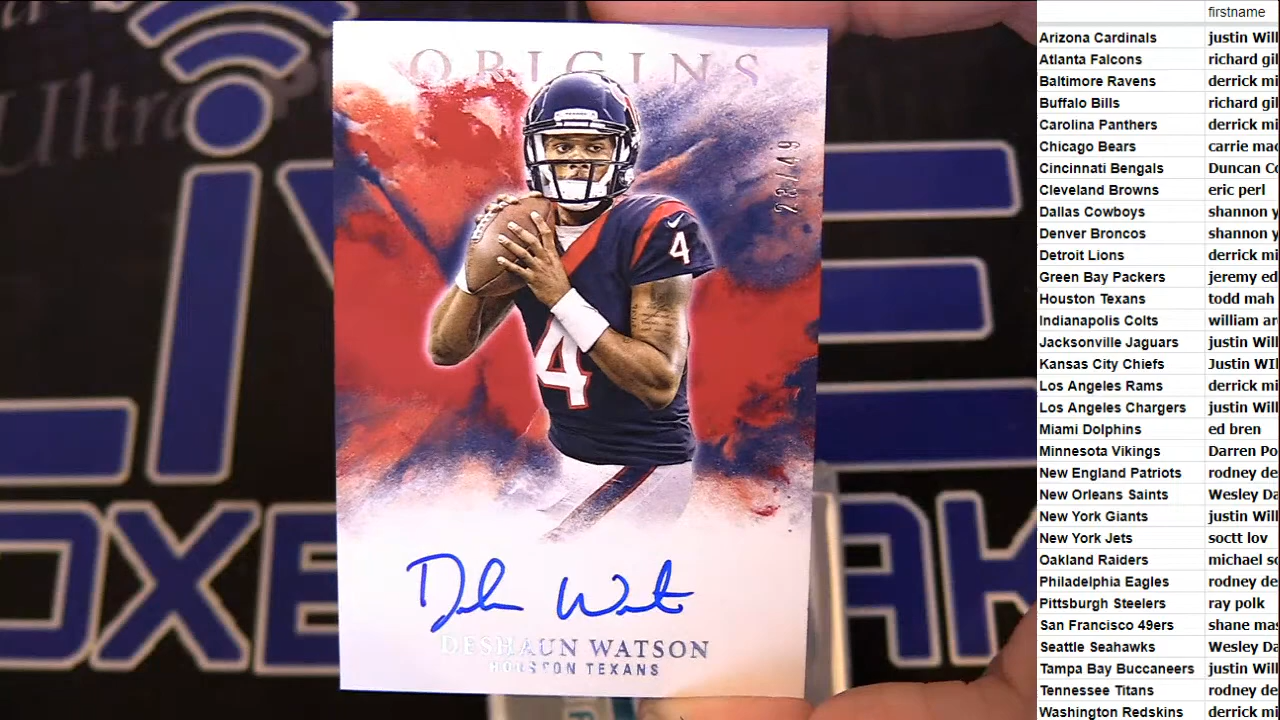 ORIGINS
23/49
4
4
Deshaun Watson
DESHAUN WATSON
HOUSTON TEXANS
Ultra
firstname
Arizona Cardinals justin Will
Atlanta Falcons richard gil
Baltimore Ravens derrick mi
Buffalo Bills richard gil
Carolina Panthers derrick mi
Chicago Bears carrie mac
Cincinnati Bengals Duncan Co
Cleveland Browns eric perl
Dallas Cowboys shannon y
Denver Broncos shannon y
Detroit Lions derrick mi
Green Bay Packers jeremy ed
Houston Texans todd mah
Indianapolis Colts william ar
Jacksonville Jaguars justin Will
Kansas City Chiefs Justin WIl
Los Angeles Rams derrick mi
Los Angeles Chargers justin Will
Miami Dolphins ed bren
Minnesota Vikings Darren Po
New England Patriots rodney de
New Orleans Saints Wesley Da
New York Giants justin Will
New York Jets soctt lov
Oakland Raiders michael sc
Philadelphia Eagles rodney de
Pittsburgh Steelers ray polk
San Francisco 49ers shane mas
Seattle Seahawks Wesley Da
Tampa Bay Buccaneers justin Will
Tennessee Titans rodney de
Washington Redskins derrick mi